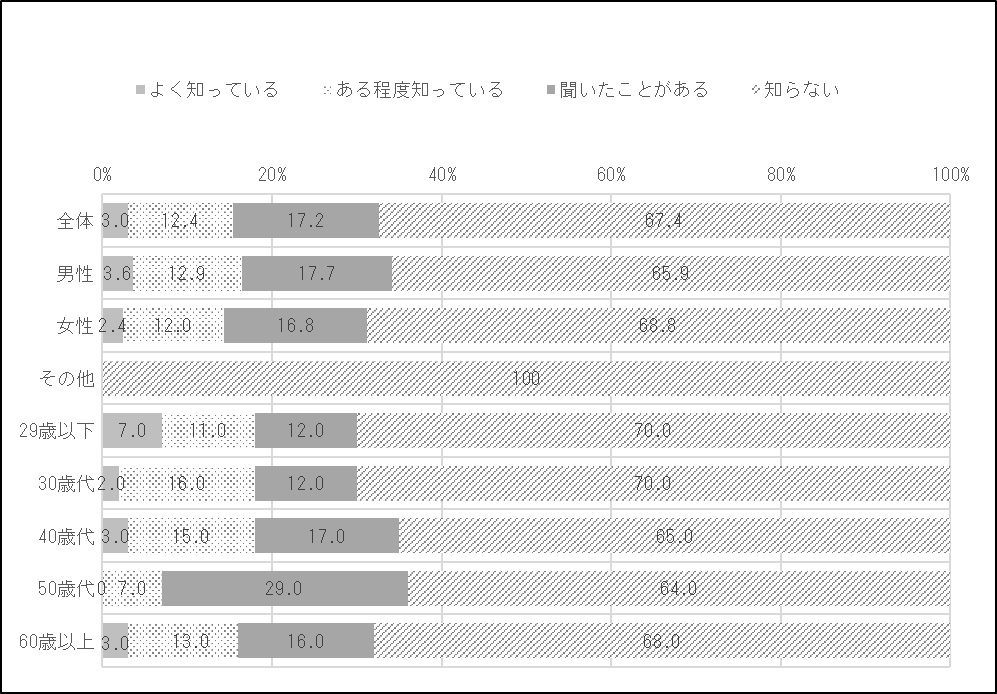 よく知っている ある程度知っている 聞いたことがある 知らない
0% 20% 40% 60% 80% 100%
全体 3.0 12.4 17.2 67.4
男性 3.6 12.9 17.7 65.9
女性 2.4 12.0 16.8 68.8
その他 100
29歳以下 7.0 11.0 12.0 70.0
30歳代 2.0 16.0 12.0 70.0
40歳代 3.0 15.0 17.0 65.0
50歳代 0 7.0 29.0 64.0
60歳以上 3.0 13.0 16.0 68.0